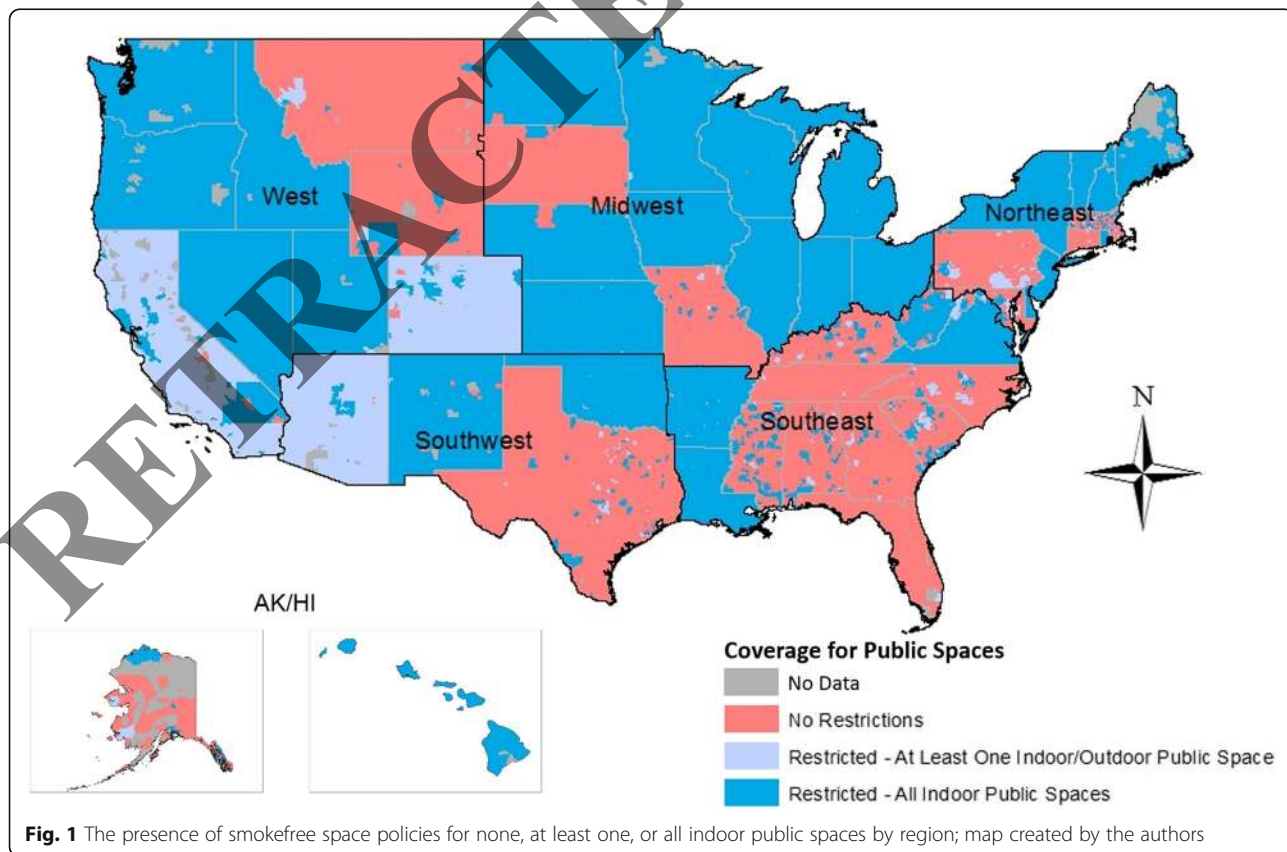 RETRACTE
West
Midwest
Northeast
Southwest
Southeast
N
AK/HI
Coverage for Public Spaces
No Data
No Restrictions
Restricted - At Least One Indoor/Outdoor Public Space
Restricted - All Indoor Public Spaces
Fig. 1 The presence of smokefree space policies for none, at least one, or all indoor public spaces by region; map created by the authors